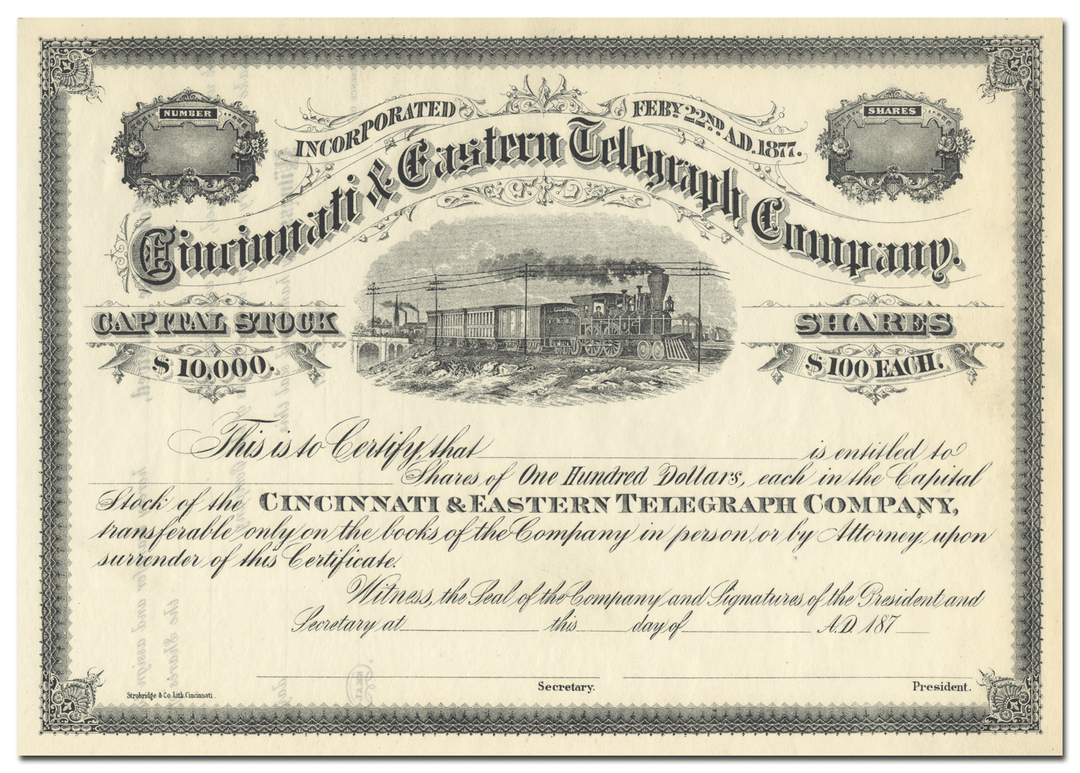 NUMBER
SHARES
INCORPORATED FEBY. 22ND A.D. 1877.
Cincinnati & Eastern Telegraph Company.
CAPITAL STOCK
$10,000.
SHARES
$100 EACH.
This is to Certify, that is entitled to
Shares of One Hundred Dollars, each in the Capital
Stock of the CINCINNATI & EASTERN TELEGRAPH COMPANY,
transferable only on the books of the Company in person or by Attorney, upon
surrender of this Certificate.
Witness, the Seal of the Company and Signatures of the President and
Secretary at this day of A.D. 187
Secretary.
President.
Strobridge & Co. Lith. Cincinnati.